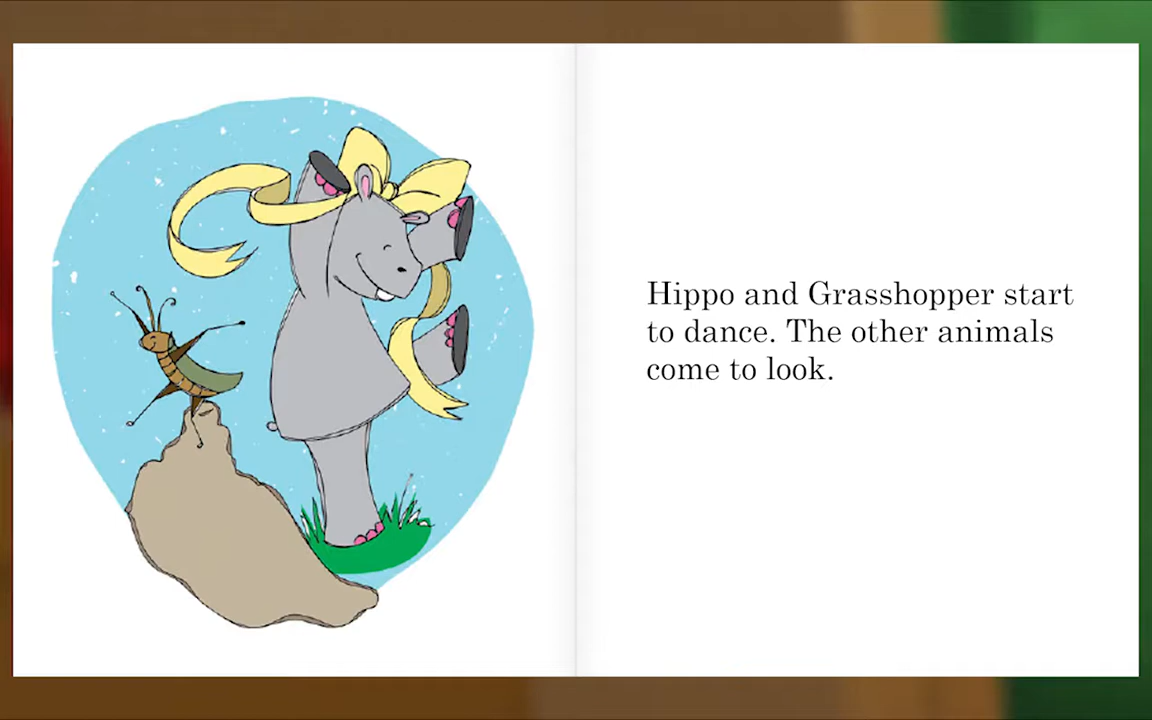 Hippo and Grasshopper start
to dance. The other animals
come to look.